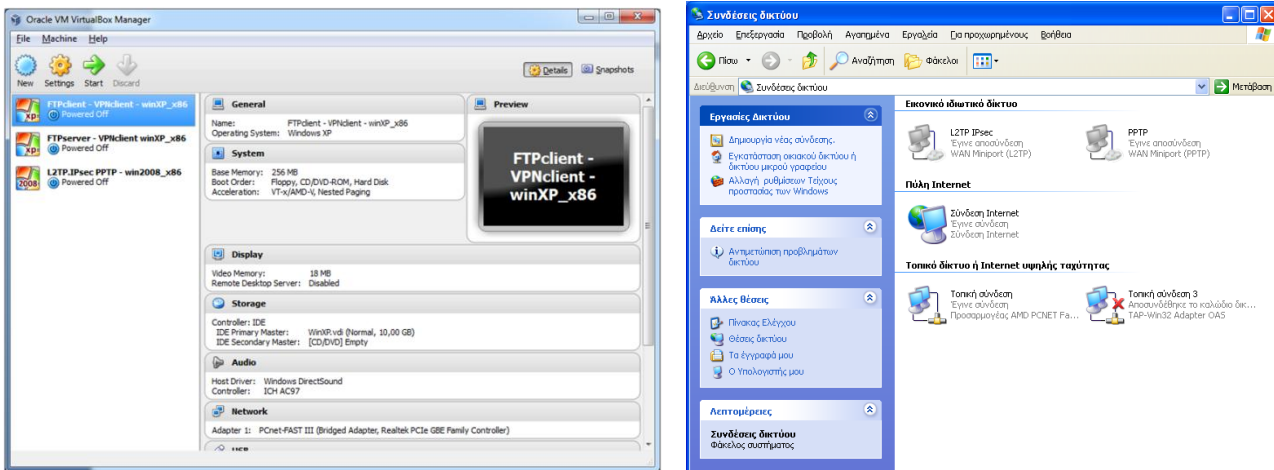 Oracle VM VirtualBox Manager
File Machine Help
New Settings Start Discard
Details Snapshots
FTPclient - VPNclient - winXP_x86
Powered Off
FTPserver - VPNclient winXP_x86
Powered Off
L2TP.IPsec PPTP - win2008_x86
Powered Off
General
Name: FTPclient - VPNclient - winXP_x86
Operating System: Windows XP
System
Base Memory: 256 MB
Boot Order: Floppy, CD/DVD-ROM, Hard Disk
Acceleration: VT-x/AMD-V, Nested Paging
Preview
FTPclient -
VPNclient -
winXP_x86
Display
Video Memory: 18 MB
Remote Desktop Server: Disabled
Storage
Controller: IDE
IDE Primary Master: WinXP.vdi (Normal, 10,00 GB)
IDE Secondary Master: [CD/DVD] Empty
Audio
Host Driver: Windows DirectSound
Controller: ICH AC97
Network
Adapter 1: PCnet-FAST III (Bridged Adapter, Realtek PCIe GBE Family Controller)
Συνδέσεις δικτύου
Αρχείο Επεξεργασία Προβολή Αγαπημένα Εργαλεία Για προχωρημένους Βοήθεια
Πίσω Αναζήτηση Φάκελοι
Διεύθυνση Συνδέσεις δικτύου Μετάβαση
Εργασίες Δικτύου
Δημιουργία νέας σύνδεσης.
Εγκατάσταση οικιακού δικτύου ή
δικτύου μικρού γραφείου
Αλλαγή ρυθμίσεων Τείχους
προστασίας των Windows
Δείτε επίσης
Αντιμετώπιση προβλημάτων
δικτύου
Άλλες θέσεις
Πίνακας Ελέγχου
Θέσεις δικτύου
Τα έγγραφά μου
Ο Υπολογιστής μου
Λεπτομέρειες
Συνδέσεις δικτύου
Φάκελος συστήματος
Εικονικό ιδιωτικό δίκτυο
L2TP IPsec
Έγινε αποσύνδεση
WAN Miniport (L2TP)
PPTP
Έγινε αποσύνδεση
WAN Miniport (PPTP)
Πύλη Internet
Σύνδεση Internet
Έγινε σύνδεση
Σύνδεση Internet
Τοπικό δίκτυο ή Internet υψηλής ταχύτητας
Τοπική σύνδεση
Έγινε σύνδεση
Προσαρμογέας AMD PCNET Fa...
Τοπική σύνδεση 3
Αποσυνδέθηκε το καλώδιο δικ...
TAP-Win32 Adapter OAS